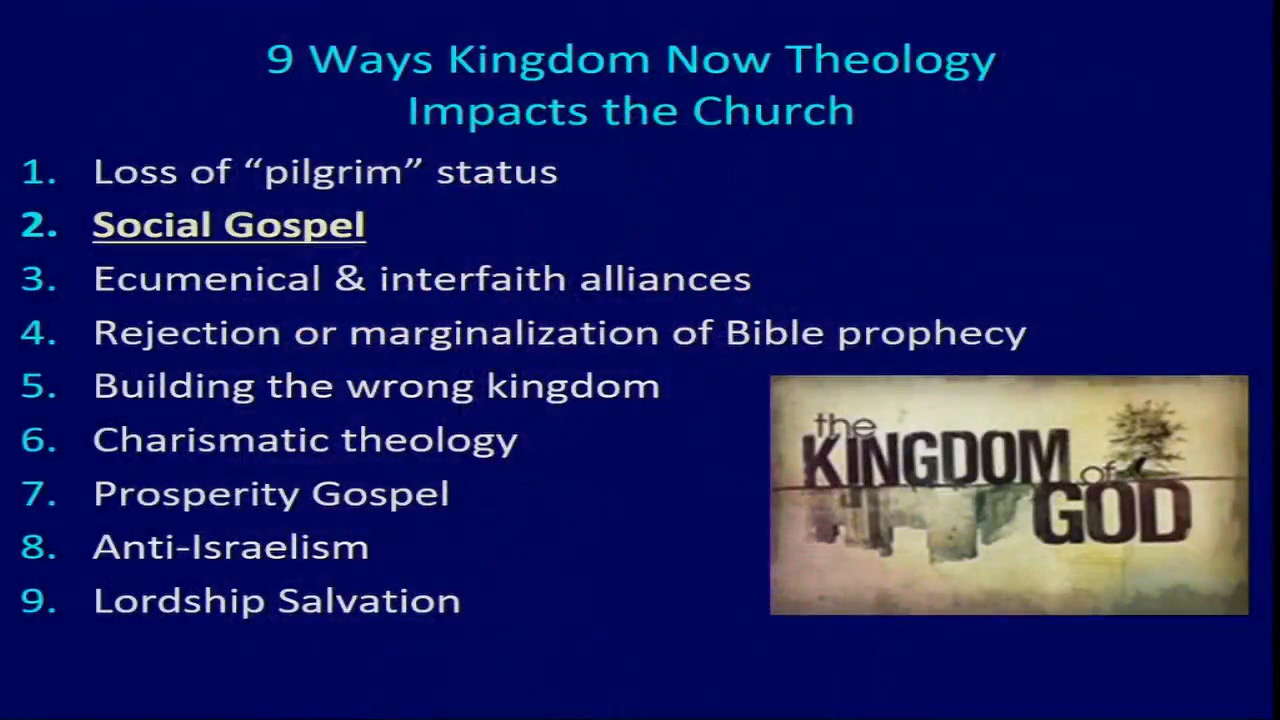 9 Ways Kingdom Now Theology
Impacts the Church
1. Loss of “pilgrim” status
2. Social Gospel
3. Ecumenical & interfaith alliances
4. Rejection or marginalization of Bible prophecy
5. Building the wrong kingdom
6. Charismatic theology
7. Prosperity Gospel
8. Anti-Israelism
9. Lordship Salvation
the
KINGDOM of
GOD